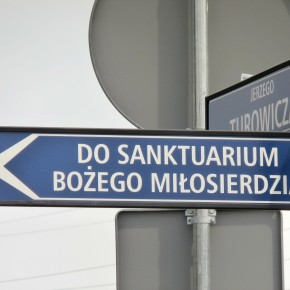 JERZEGO
TUROWICZA
DO SANKTUARIUM
BOŻEGO MIŁOSIERDZIA